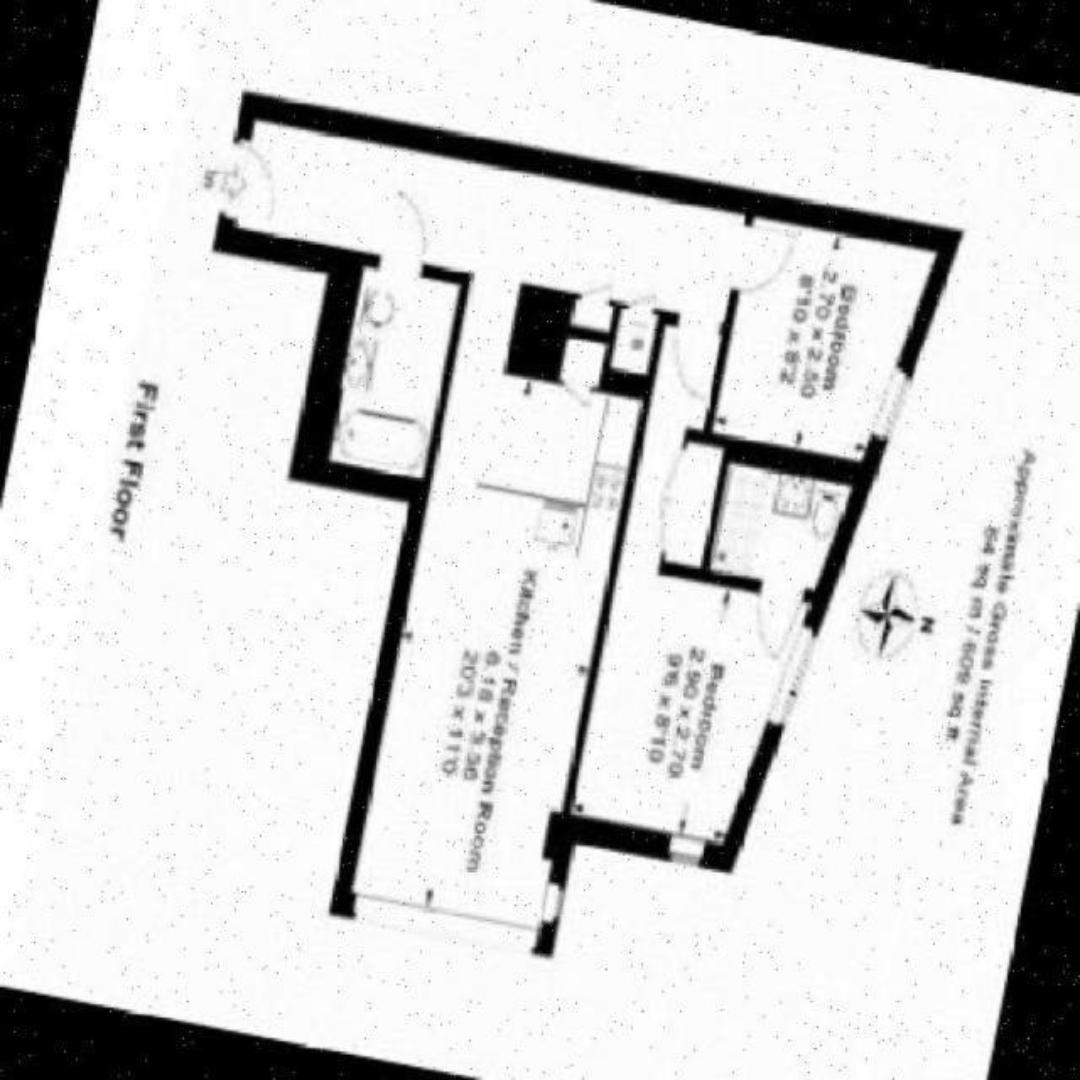 Approximate Gross Internal Area
sq m / sq ft
N
Bedroom
2.70 x 2.50
8'10 x 8'2
Bedroom
2.90 x 2.70
9'6 x 8'10
Kitchen / Reception Room
6.18 x 3.36
20'3 x 11'0
B
In
First Floor